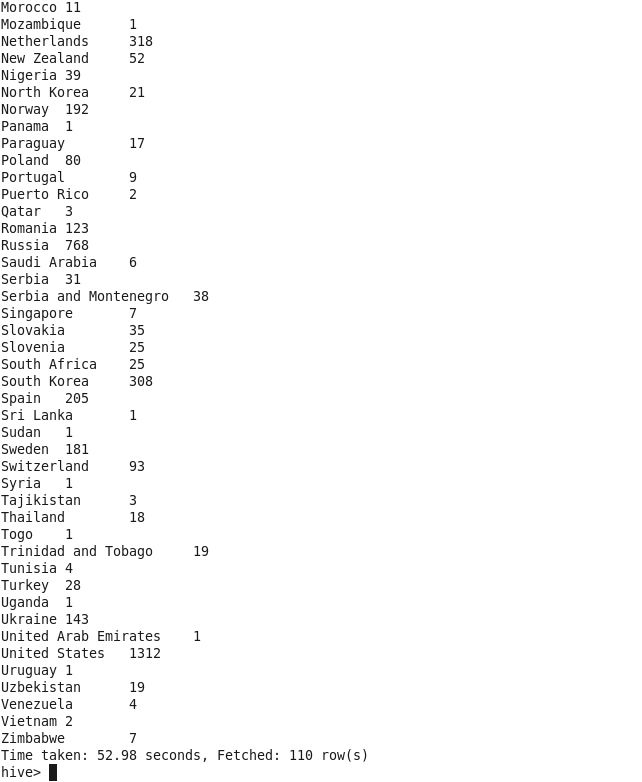 Morocco 11
Mozambique 1
Netherlands 318
New Zealand 52
Nigeria 39
North Korea 21
Norway 192
Panama 1
Paraguay 17
Poland 80
Portugal 9
Puerto Rico 2
Qatar 3
Romania 123
Russia 768
Saudi Arabia 6
Serbia 31
Serbia and Montenegro 38
Singapore 7
Slovakia 35
Slovenia 25
South Africa 25
South Korea 308
Spain 205
Sri Lanka 1
Sudan 1
Sweden 181
Switzerland 93
Syria 1
Tajikistan 3
Thailand 18
Togo 1
Trinidad and Tobago 19
Tunisia 4
Turkey 28
Uganda 1
Ukraine 143
United Arab Emirates 1
United States 1312
Uruguay 1
Uzbekistan 19
Venezuela 4
Vietnam 2
Zimbabwe 7
Time taken: 52.98 seconds, Fetched: 110 row(s)
hive>